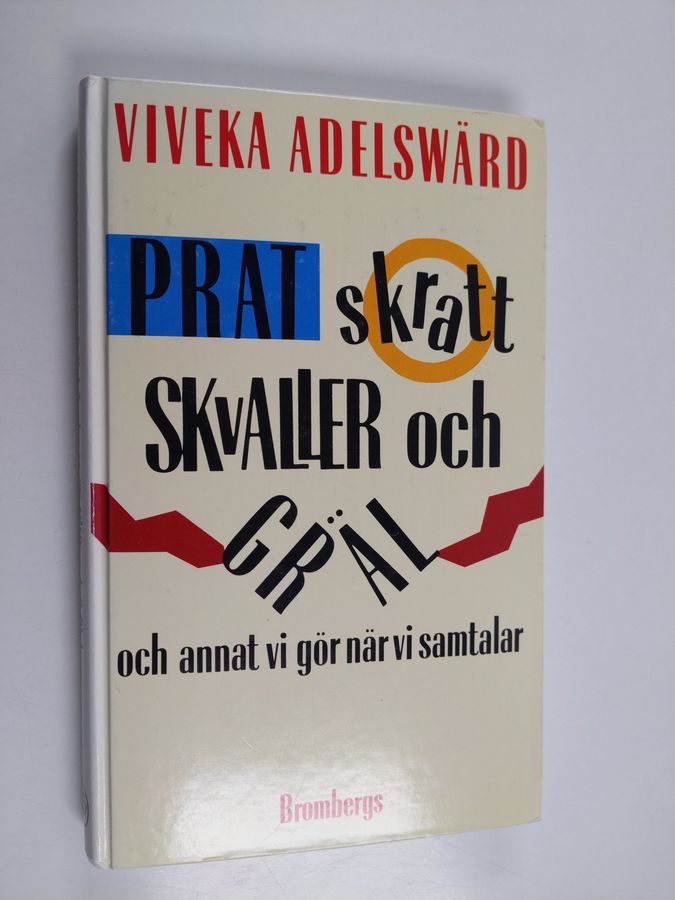 VIVEKA ADELSWÄRD
PRAT skratt
SKVALLER och
GRÄL
och annat vi gör när vi samtalar
Brombergs